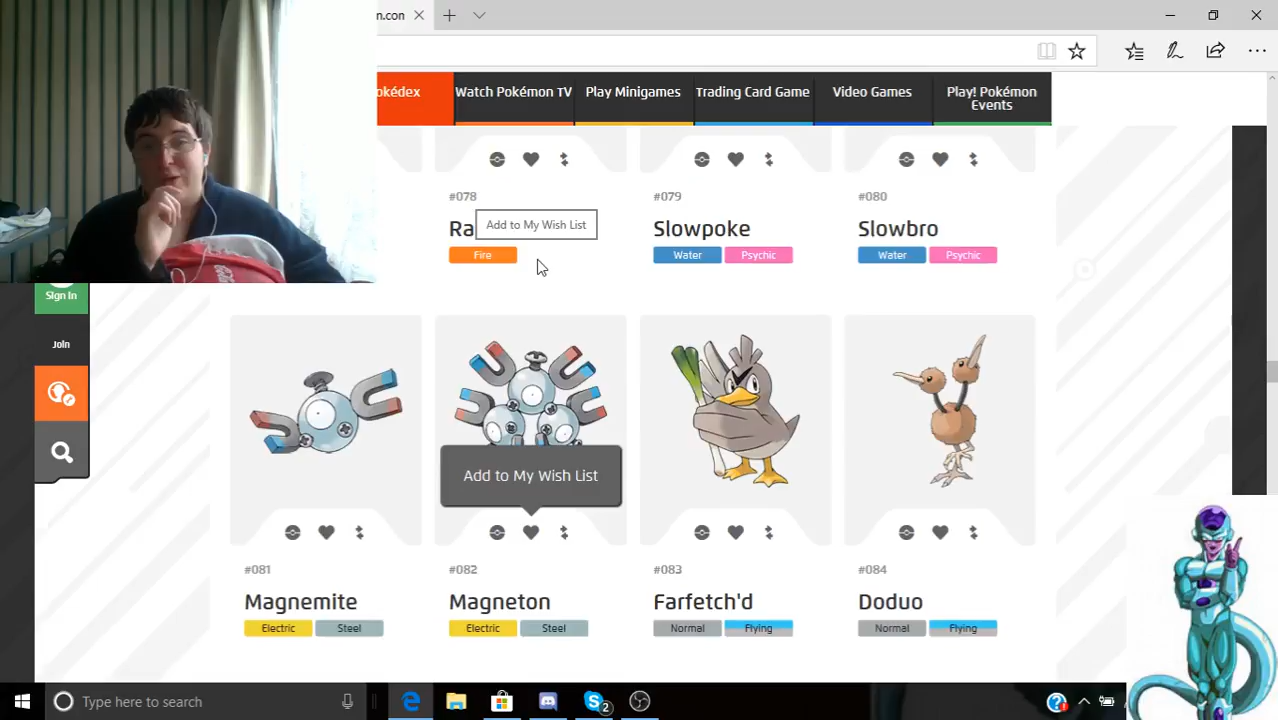 n.con
okédex
Watch Pokémon TV
Play Minigames
Trading Card Game
Video Games
Play! Pokémon
Events
#078
#079
#080
Add to My Wish List
Ra
Slowpoke
Slowbro
Fire
Water
Psychic
Water
Psychic
Sign In
Join
Add to My Wish List
#081
#082
#083
#084
Magnemite
Magneton
Farfetch'd
Doduo
Electric
Steel
Electric
Steel
Normal
Flying
Normal
Flying
Type here to search
2